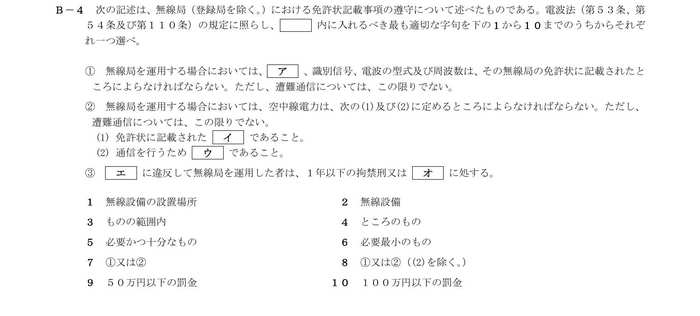 B－4　次の記述は、無線局（登録局を除く。）における免許状記載事項の遵守について述べたものである。電波法（第５３条、第
５４条及び第１１０条）の規定に照らし、　　　内に入れるべき最も適切な字句を下の１から１０までのうちからそれぞ
れ一つ選べ。
①　無線局を運用する場合においては、 ア 、識別信号、電波の型式及び周波数は、その無線局の免許状に記載されたと
ころによらなければならない。ただし、遭難通信については、この限りでない。
②　無線局を運用する場合においては、空中線電力は、次の(1)及び(2)に定めるところによらなければならない。ただし、
遭難通信については、この限りでない。
(1) 免許状に記載された イ であること。
(2) 通信を行うため ウ であること。
③　 エ に違反して無線局を運用した者は、１年以下の拘禁刑又は オ に処する。
1　無線設備の設置場所　　2　無線設備
3　ものの範囲内　　4　ところのもの
5　必要かつ十分なもの　　6　必要最小のもの
7　①又は②　　8　①又は②（(2)を除く。）
9　５０万円以下の罰金　　10　１００万円以下の罰金